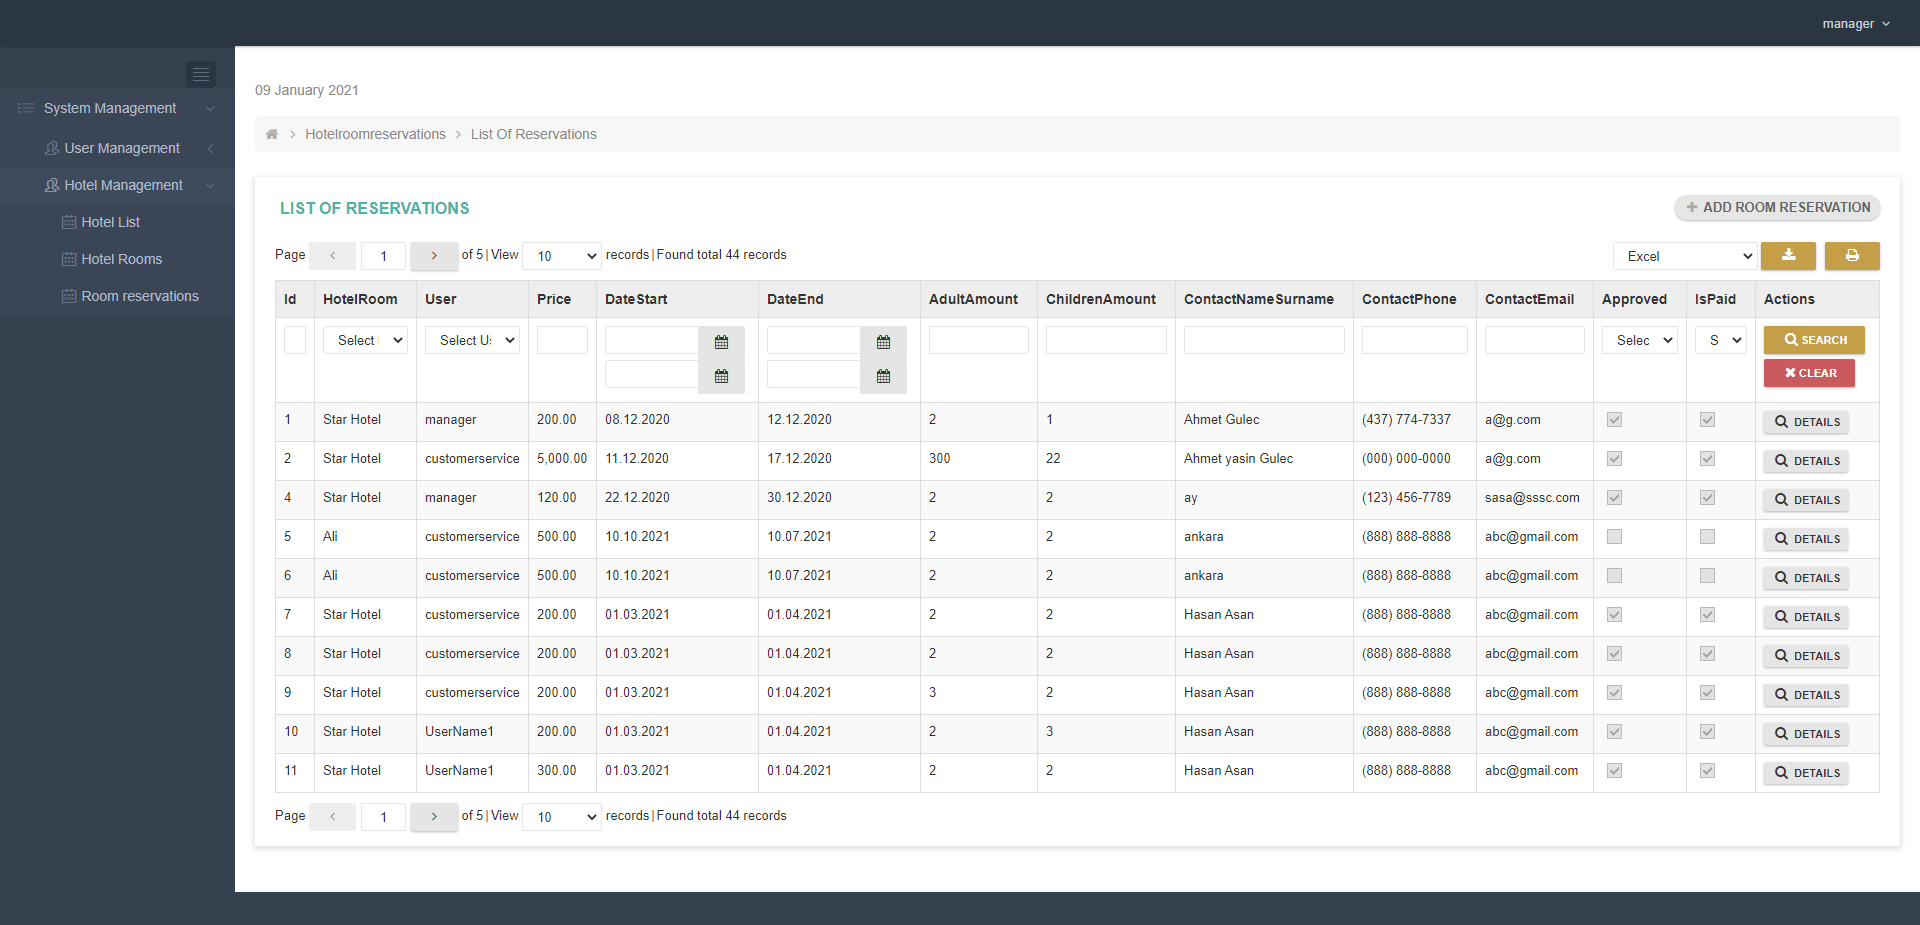 manager
09 January 2021
System Management
User Management
Hotel Management
Hotel List
Hotel Rooms
Room reservations
Hotelroomreservations > List Of Reservations
LIST OF RESERVATIONS
ADD ROOM RESERVATION
Page 1 of 5 | View 10 records | Found total 44 records
Excel
Id HotelRoom User Price DateStart DateEnd AdultAmount ChildrenAmount ContactNameSurname ContactPhone ContactEmail Approved IsPaid Actions
Select Select Us Selec S SEARCH
CLEAR
1 Star Hotel manager 200.00 08.12.2020 12.12.2020 2 1 Ahmet Gulec (437) 774-7337 a@g.com DETAILS
2 Star Hotel customerservice 5,000.00 11.12.2020 17.12.2020 300 22 Ahmet yasin Gulec (000) 000-0000 a@g.com DETAILS
4 Star Hotel manager 120.00 22.12.2020 30.12.2020 2 2 ay (123) 456-7789 sasa@sssc.com DETAILS
5 Ali customerservice 500.00 10.10.2021 10.07.2021 2 2 ankara (888) 888-8888 abc@gmail.com DETAILS
6 Ali customerservice 500.00 10.10.2021 10.07.2021 2 2 ankara (888) 888-8888 abc@gmail.com DETAILS
7 Star Hotel customerservice 200.00 01.03.2021 01.04.2021 2 2 Hasan Asan (888) 888-8888 abc@gmail.com DETAILS
8 Star Hotel customerservice 200.00 01.03.2021 01.04.2021 2 2 Hasan Asan (888) 888-8888 abc@gmail.com DETAILS
9 Star Hotel customerservice 200.00 01.03.2021 01.04.2021 3 2 Hasan Asan (888) 888-8888 abc@gmail.com DETAILS
10 Star Hotel UserName1 200.00 01.03.2021 01.04.2021 2 3 Hasan Asan (888) 888-8888 abc@gmail.com DETAILS
11 Star Hotel UserName1 300.00 01.03.2021 01.04.2021 2 2 Hasan Asan (888) 888-8888 abc@gmail.com DETAILS
Page 1 of 5 | View 10 records | Found total 44 records